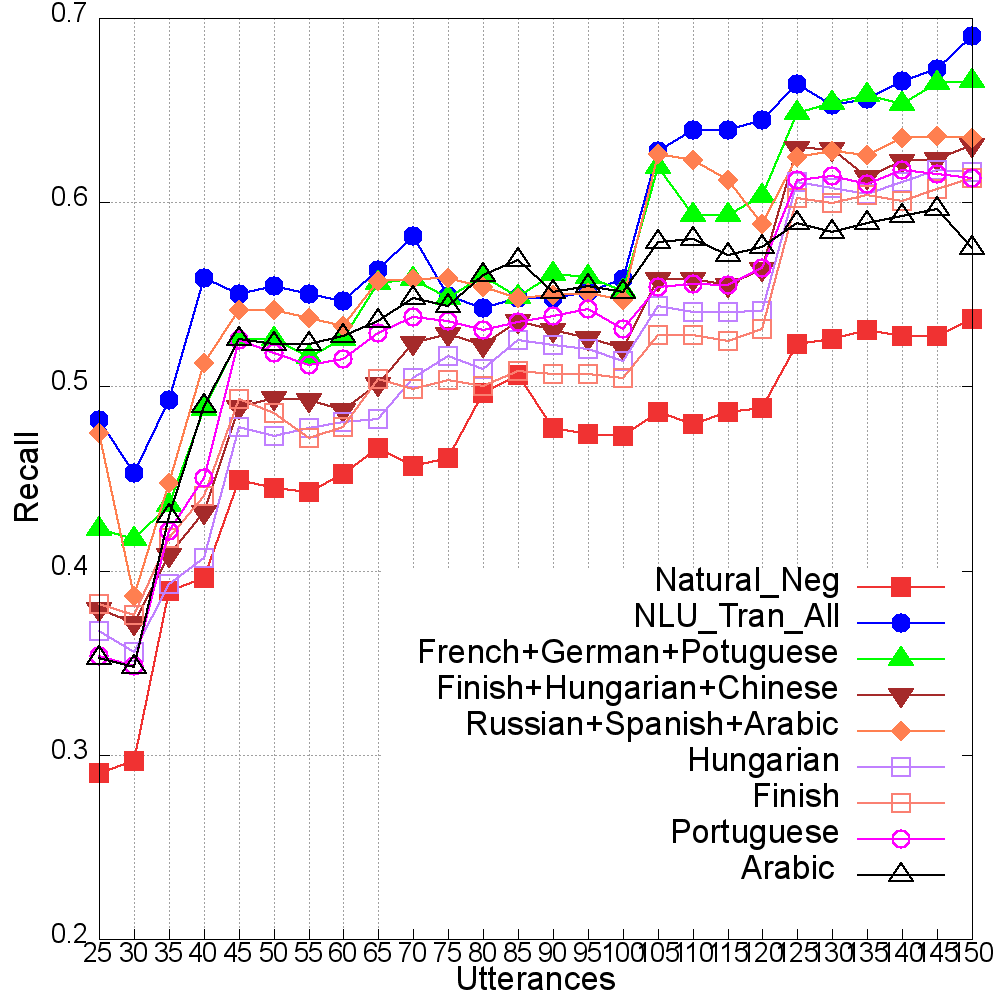 0.7
0.6
0.5
0.4
0.3
0.2
Recall
Natural_Neg
NLU_Tran_All
French+German+Potuguese
Finish+Hungarian+Chinese
Russian+Spanish+Arabic
Hungarian
Finish
Portuguese
Arabic
25 30 35 40 45 50 55 60 65 70 75 80 85 90 95 100 105 110 115 120 125 130 135 140 145 150
Utterances